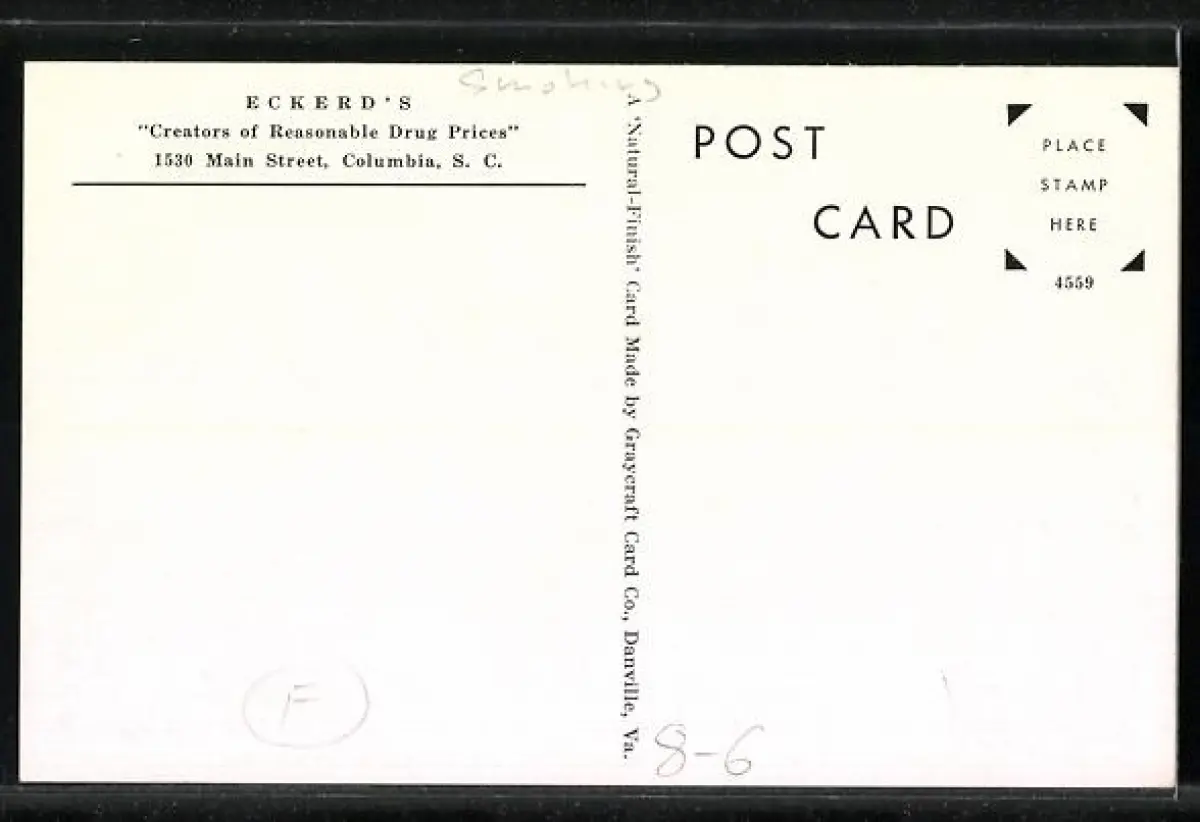 Smoking
ECKERD'S
"Creators of Reasonable Drug Prices"
1530 Main Street, Columbia, S. C.
A 'Natural-Finish' Card Made by Graycraft Card Co., Danville, Va.
POST
CARD
PLACE
STAMP
HERE
4559
F
8-6